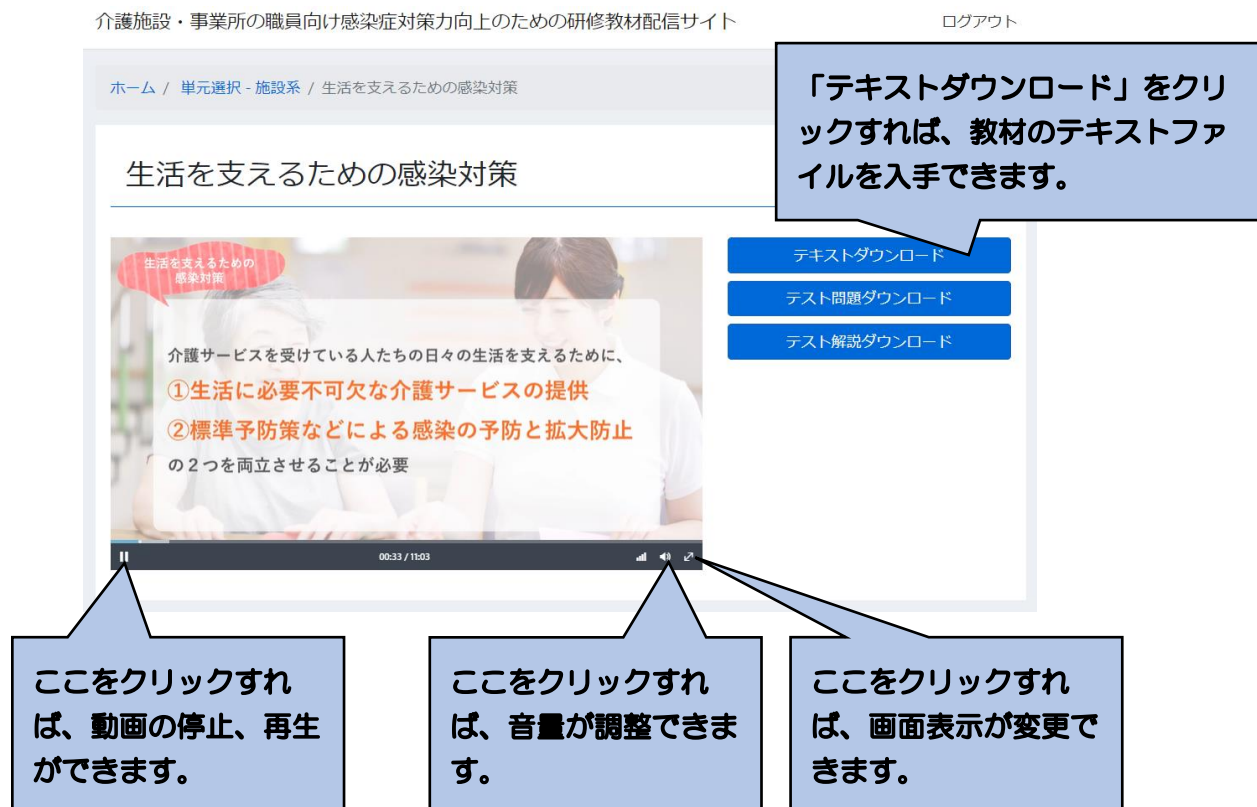 介護施設・事業所の職員向け感染症対策力向上のための研修教材配信サイト
ログアウト
ホーム / 単元選択 - 施設系 / 生活を支えるための感染対策
「テキストダウンロード」をクリ
ックすれば、教材のテキストファ
イルを入手できます。
生活を支えるための感染対策
生活を支えるための
感染対策
介護サービスを受けている人たちの日々の生活を支えるために、
①生活に必要不可欠な介護サービスの提供
②標準予防策などによる感染の予防と拡大防止
の２つを両立させることが必要
00:33 / 11:03
テキストダウンロード
テスト問題ダウンロード
テスト解説ダウンロード
ここをクリックすれ
ば、動画の停止、再生
ができます。
ここをクリックすれ
ば、音量が調整できま
す。
ここをクリックすれ
ば、画面表示が変更で
きます。